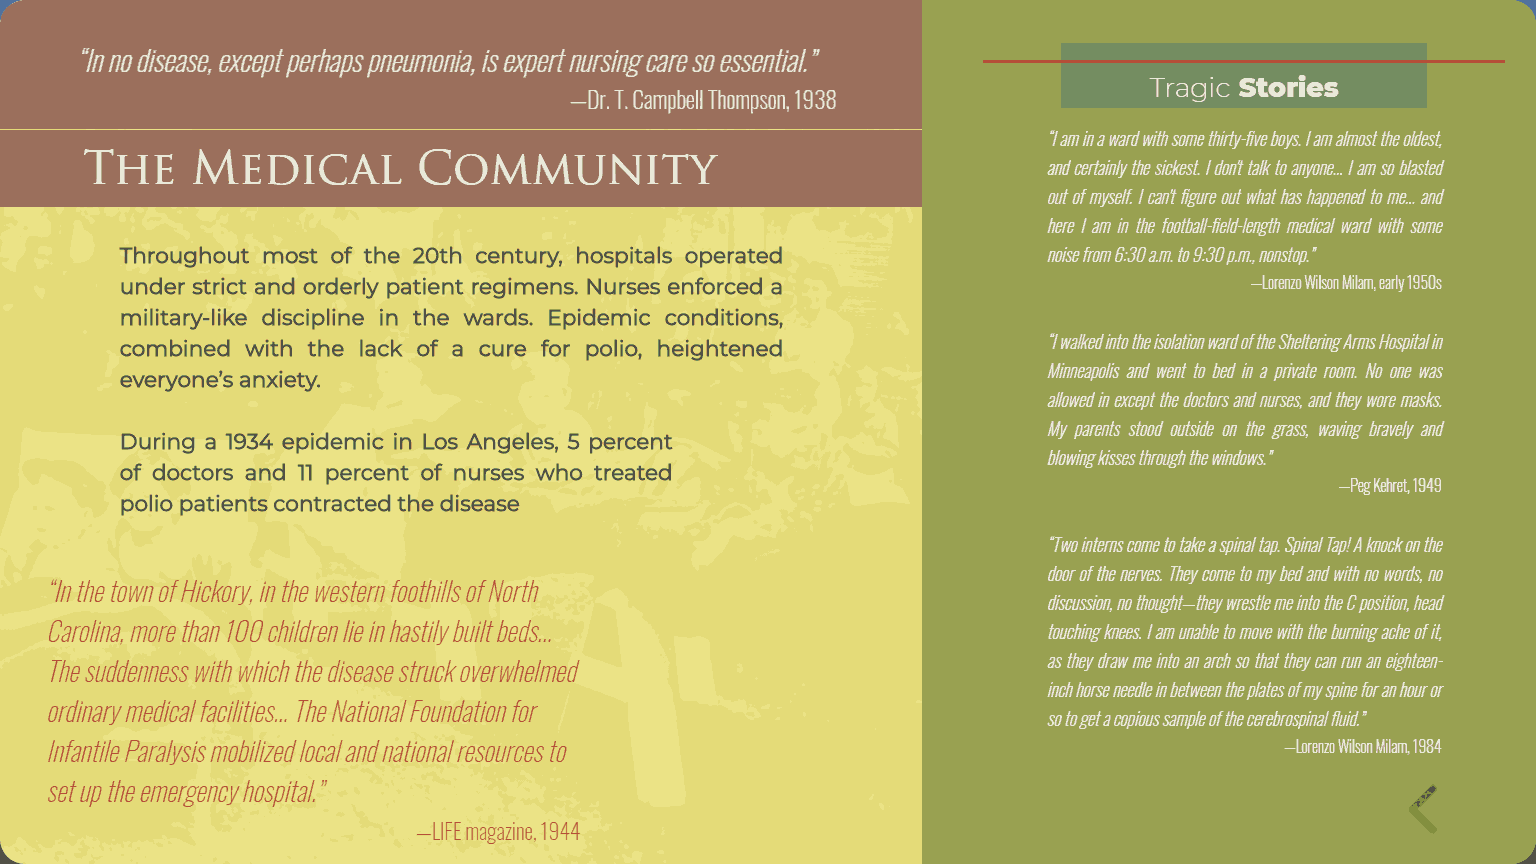 “In no disease, except perhaps pneumonia, is expert nursing care so essential.”
—Dr. T. Campbell Thompson, 1938
The Medical Community
Throughout most of the 20th century, hospitals operated
under strict and orderly patient regimens. Nurses enforced a
military-like discipline in the wards. Epidemic conditions,
combined with the lack of a cure for polio, heightened
everyone’s anxiety.
During a 1934 epidemic in Los Angeles, 5 percent
of doctors and 11 percent of nurses who treated
polio patients contracted the disease
“In the town of Hickory, in the western foothills of North
Carolina, more than 100 children lie in hastily built beds...
The suddenness with which the disease struck overwhelmed
ordinary medical facilities... The National Foundation for
Infantile Paralysis mobilized local and national resources to
set up the emergency hospital.”
—LIFE magazine, 1944
Tragic Stories
“I am in a ward with some thirty-five boys. I am almost the oldest,
and certainly the sickest. I don’t talk to anyone... I am so blasted
out of myself. I can’t figure out what has happened to me... and
here I am in the football-field-length medical ward with some
noise from 6:30 a.m. to 9:30 p.m., nonstop.”
—Lorenzo Wilson Milam, early 1950s
“I walked into the isolation ward of the Sheltering Arms Hospital in
Minneapolis and went to bed in a private room. No one was
allowed in except the doctors and nurses, and they wore masks.
My parents stood outside on the grass, waving bravely and
blowing kisses through the windows.”
—Peg Kehret, 1949
“Two interns come to take a spinal tap. Spinal Tap! A knock on the
door of the nerves. They come to my bed and with no words, no
discussion, no thought—they wrestle me into the C position, head
touching knees. I am unable to move with the burning ache of it,
as they draw me into an arch so that they can run an eighteen-
inch horse needle in between the plates of my spine for an hour or
so to get a copious sample of the cerebrospinal fluid.”
—Lorenzo Wilson Milam, 1984